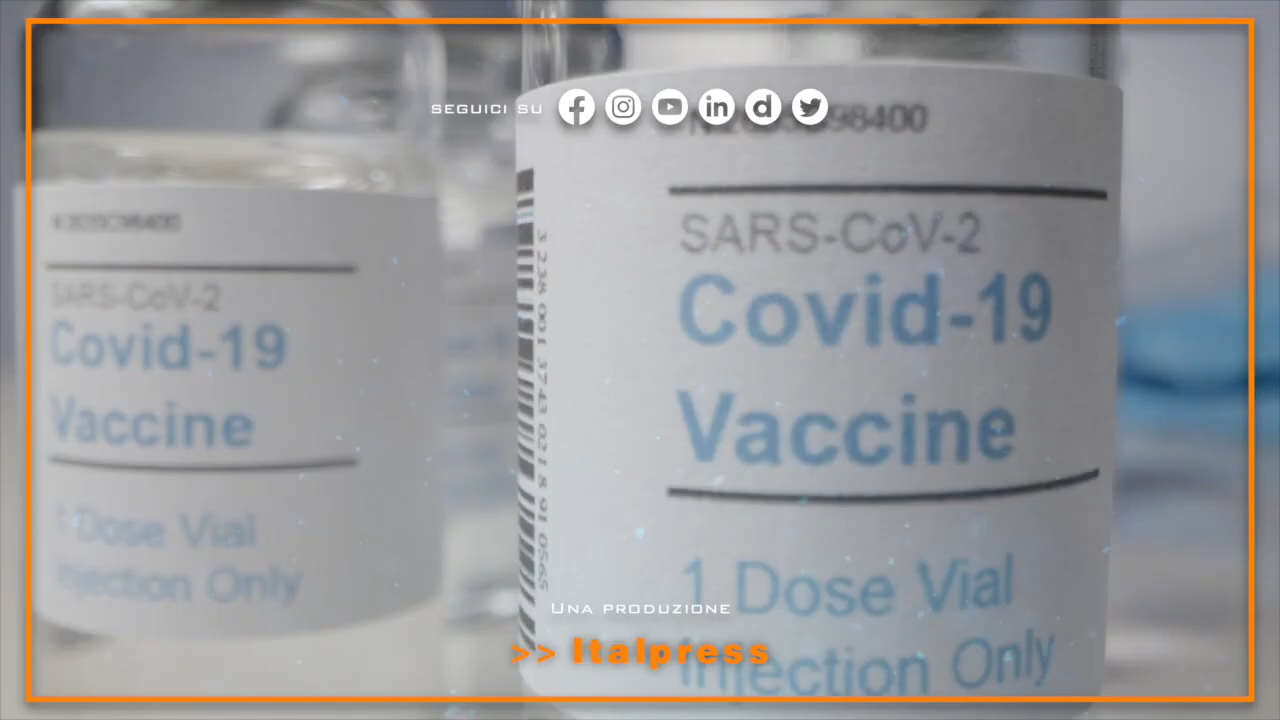 SEGUICI SU
SARS-CoV-2
Covid-19
Vaccine
1 Dose Vial
Injection Only
SARS-CoV-2
Covid-19
Vaccine
1 Dose Vial
Injection Only
UNA PRODUZIONE
>> Italpress